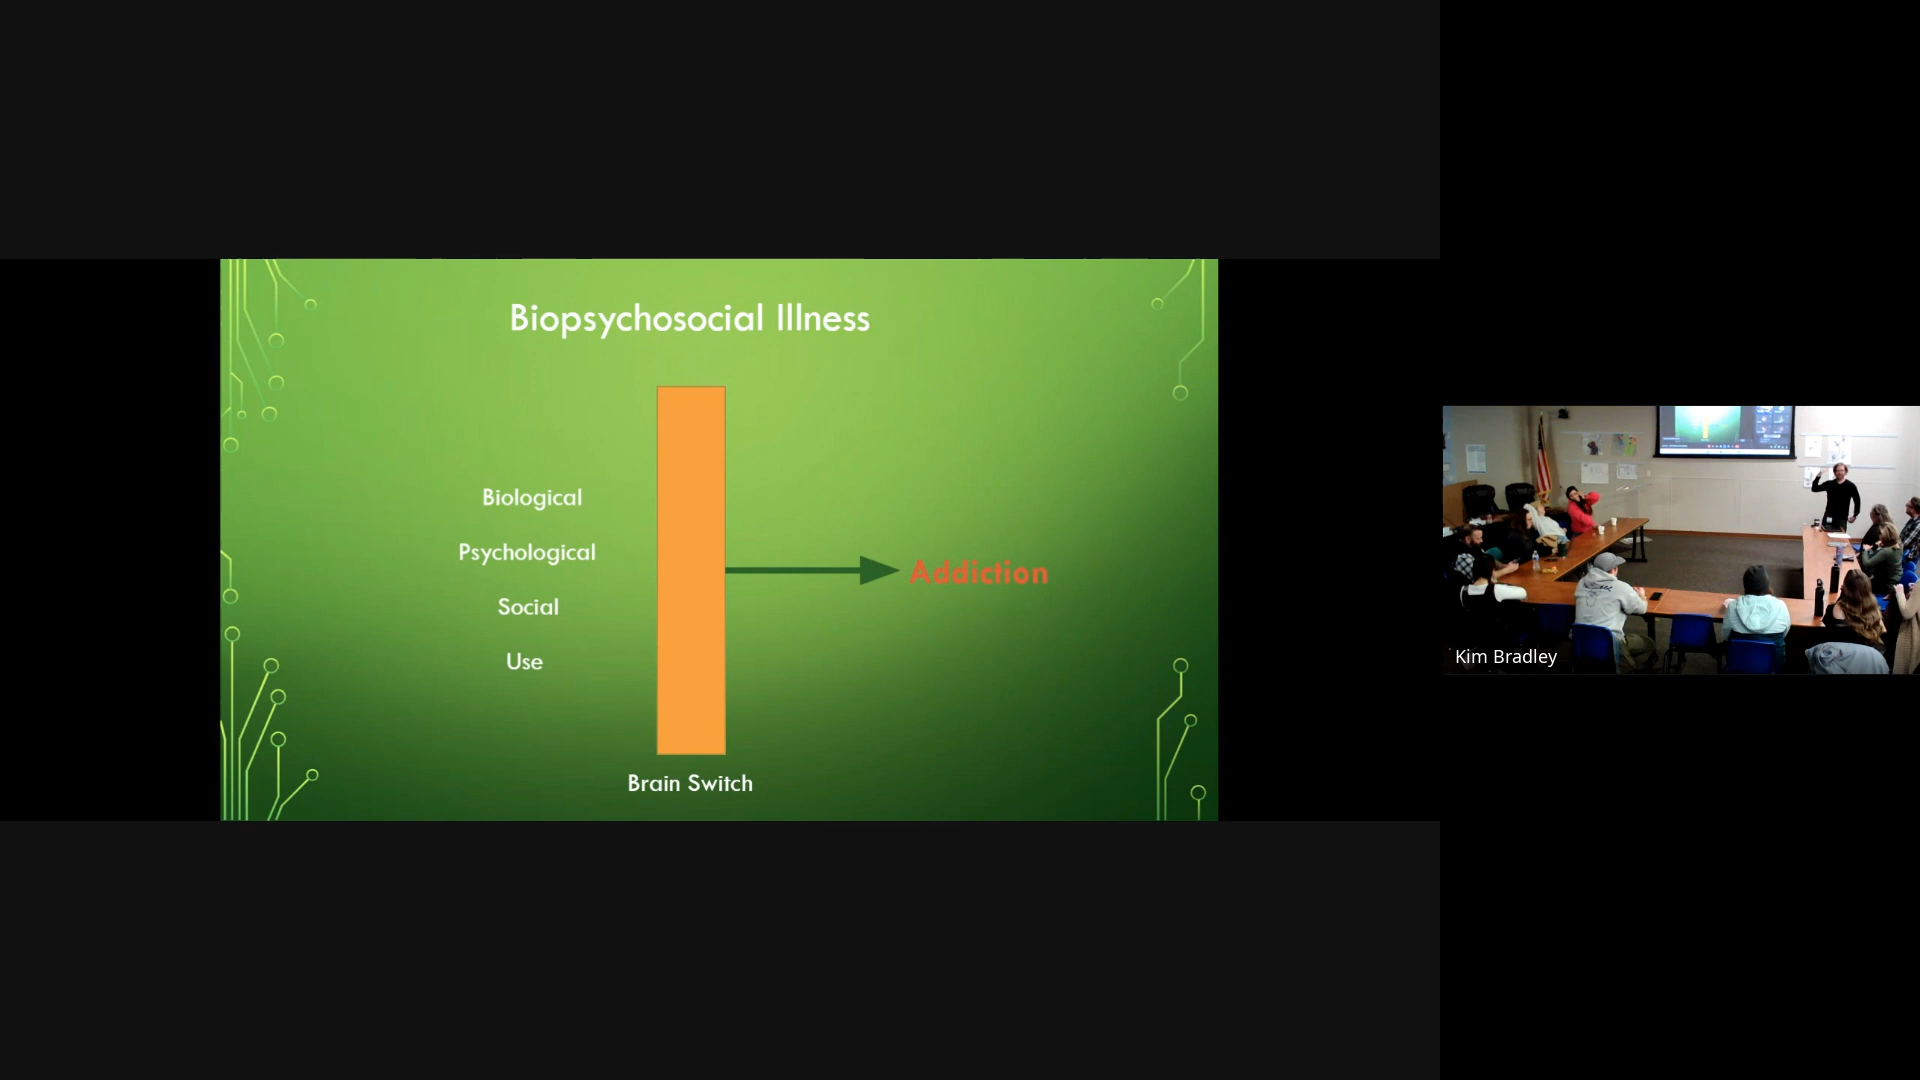 Biopsychosocial Illness
Biological
Psychological
Social
Use
Addiction
Brain Switch
Kim Bradley